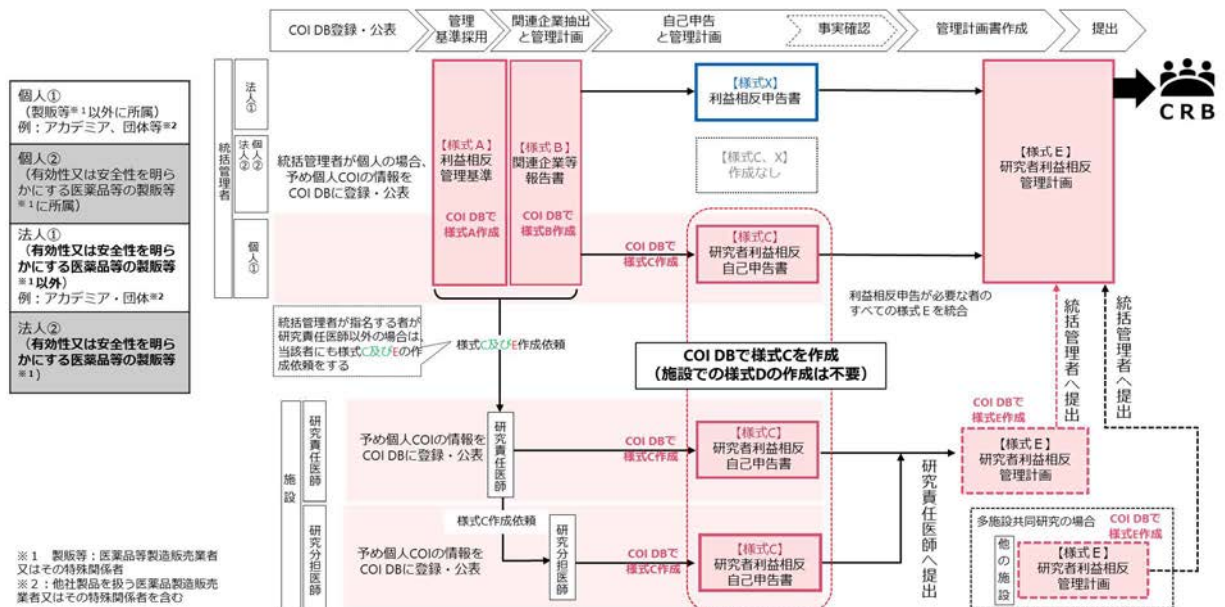 COI DB登録・公表
管理
基準採用
関連企業抽出
と管理計画
自己申告
と管理計画
事実確認
管理計画書作成
提出
個人①
(製販等※1以外に所属)
例：アカデミア、団体等※2
個人②
(有効性又は安全性を明らかにする医薬品等の製販等
※1に所属)
法人①
(有効性又は安全性を明らかにする医薬品等の製販等
※1以外)
例：アカデミア・団体※2
法人②
(有効性又は安全性を明らかにする医薬品等の製販等
※1)
統括管理者
法人①
個人②
法人②
個人①
統括管理者が個人の場合、
予め個人COIの情報を
COI DBに登録・公表
【様式A】
利益相反
管理基準
COI DBで
様式A作成
【様式B】
関連企業等
報告書
COI DBで
様式B作成
【様式X】
利益相反申告書
【様式C、X】
作成なし
COI DBで
様式C作成
【様式C】
研究者利益相反
自己申告書
【様式E】
研究者利益相反
管理計画
CRB
利益相反申告が必要な者の
すべての様式Eを統合
統括管理者が指名する者が
研究責任医師以外の場合は、
当該者にも様式C及びEの作
成依頼をする
様式C及びE作成依頼
COI DBで様式Cを作成
(施設での様式Dの作成は不要)
統括管理者へ提出
統括管理者へ提出
施設
研究責任医師
予め個人COIの情報を
COI DBに登録・公表
研究責任医師
COI DBで
様式C作成
【様式C】
研究者利益相反
自己申告書
COI DBで
様式E作成
【様式E】
研究者利益相反
管理計画
研究責任医師へ提出
様式C作成依頼
研究分担医師
予め個人COIの情報を
COI DBに登録・公表
研究分担医師
COI DBで
様式C作成
【様式C】
研究者利益相反
自己申告書
多施設共同研究の場合
COI DBで
様式E作成
他の施設
【様式E】
研究者利益相反
管理計画
※1 製販等：医薬品等製造販売業者
又はその特殊関係者
※2：他社製品を扱う医薬品製造販売
業者又はその特殊関係者を含む